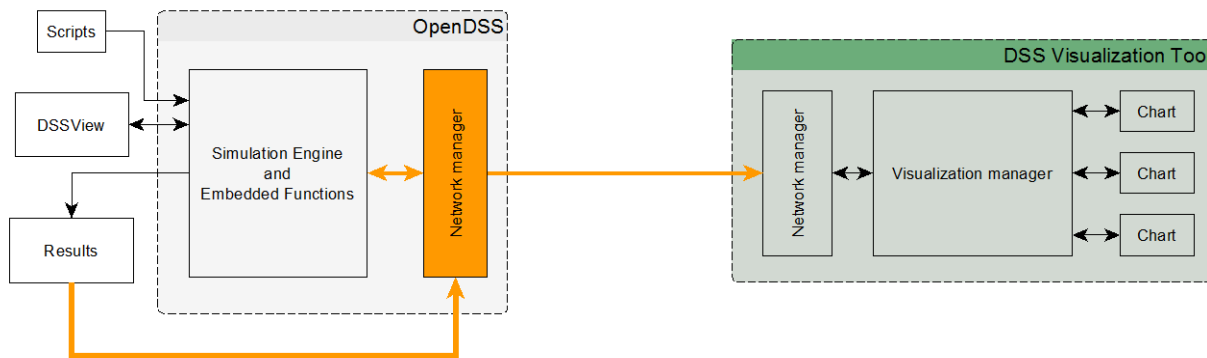 Scripts
DSSView
Results
OpenDSS
Simulation Engine
and
Embedded Functions
Network manager
DSS Visualization Too
Network manager
Visualization manager
Chart
Chart
Chart